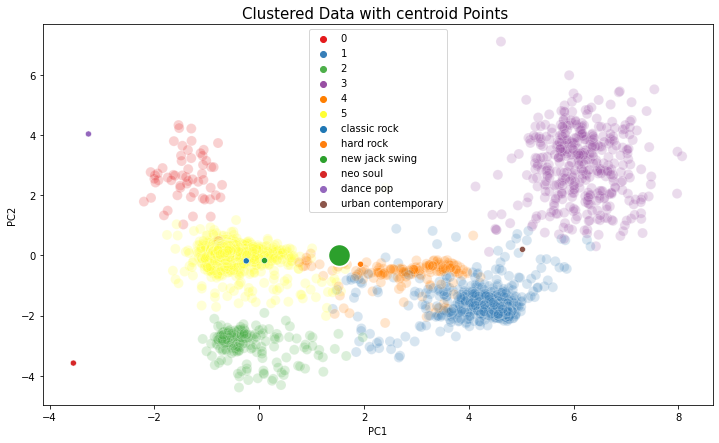 Clustered Data with centroid Points
0
1
2
3
4
5
classic rock
hard rock
new jack swing
neo soul
dance pop
urban contemporary
PC2
6
4
2
0
−2
−4
−4
−2
0
2
4
6
8
PC1